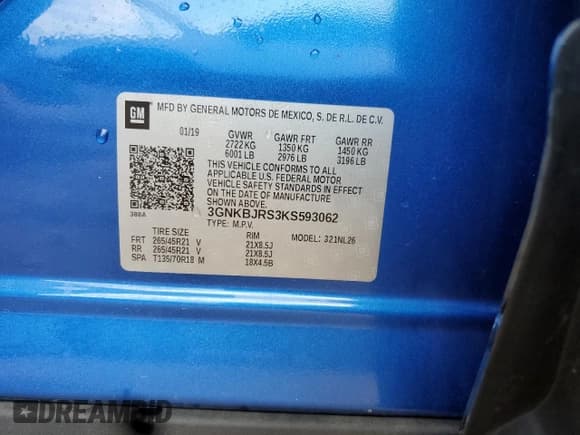 GM
MFD BY GENERAL MOTORS DE MEXICO, S. DE R.L. DE C.V.
01/19 GVWR GAWR FRT GAWR RR
2722 KG 1350 KG 1450 KG
6001 LB 2976 LB 3196 LB
THIS VEHICLE CONFORMS TO ALL
APPLICABLE U.S. FEDERAL MOTOR
VEHICLE SAFETY STANDARDS IN EFFECT
ON THE DATE OF MANUFACTURE
SHOWN ABOVE.
3GNKBJRS3KS593062
TYPE: M.P.V. MODEL: 321NL26
TIRE SIZE RIM
FRT 265/45R21 V 21X8.5J
RR 265/45R21 V 21X8.5J
SPA T135/70R18 M 18X4.5B
DREAMBID